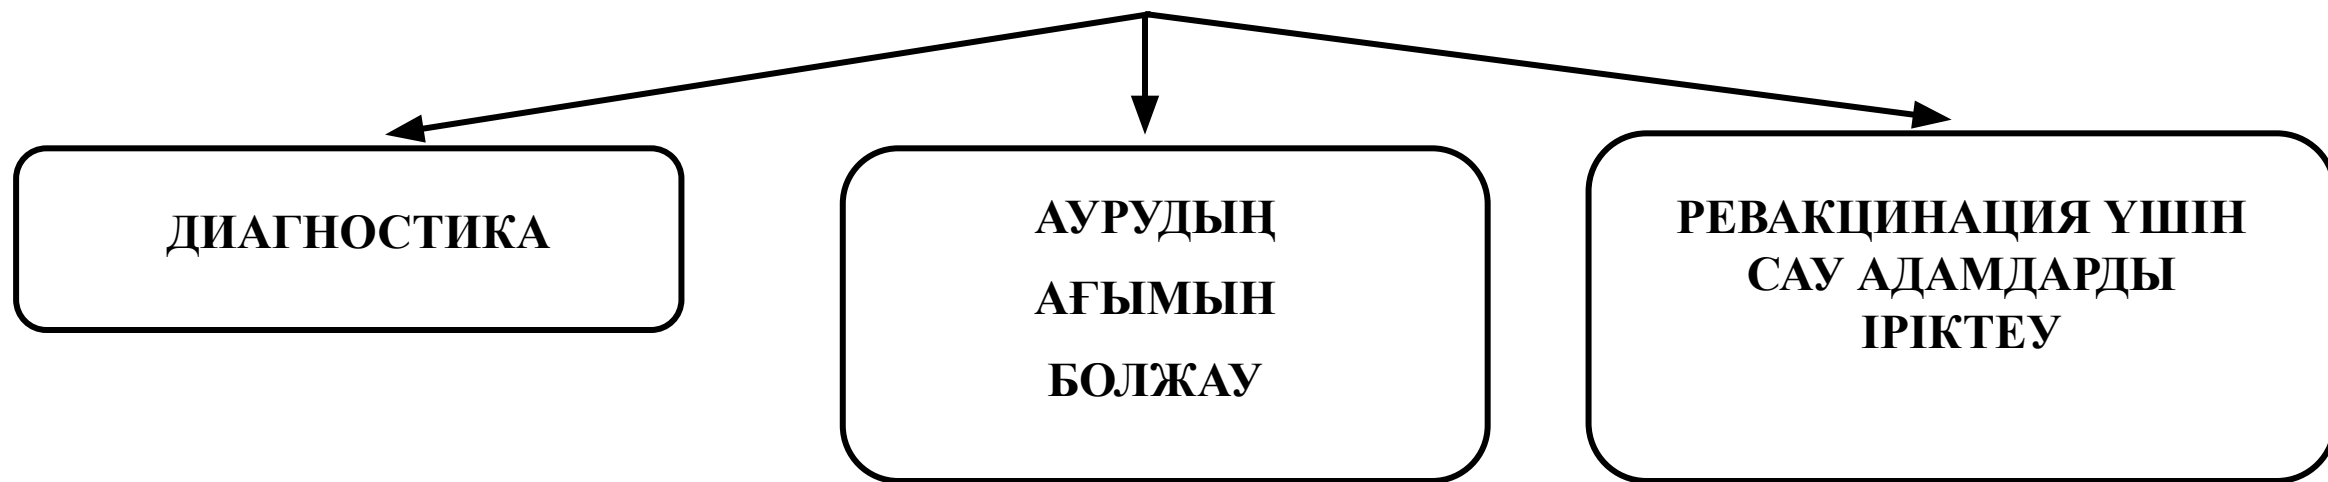 ДИАГНОСТИКА
АУРУДЫҢ
АҒЫМЫН
БОЛЖАУ
РЕВАКЦИНАЦИЯ ҮШІН
САУ АДАМДАРДЫ
ІРІКТЕУ